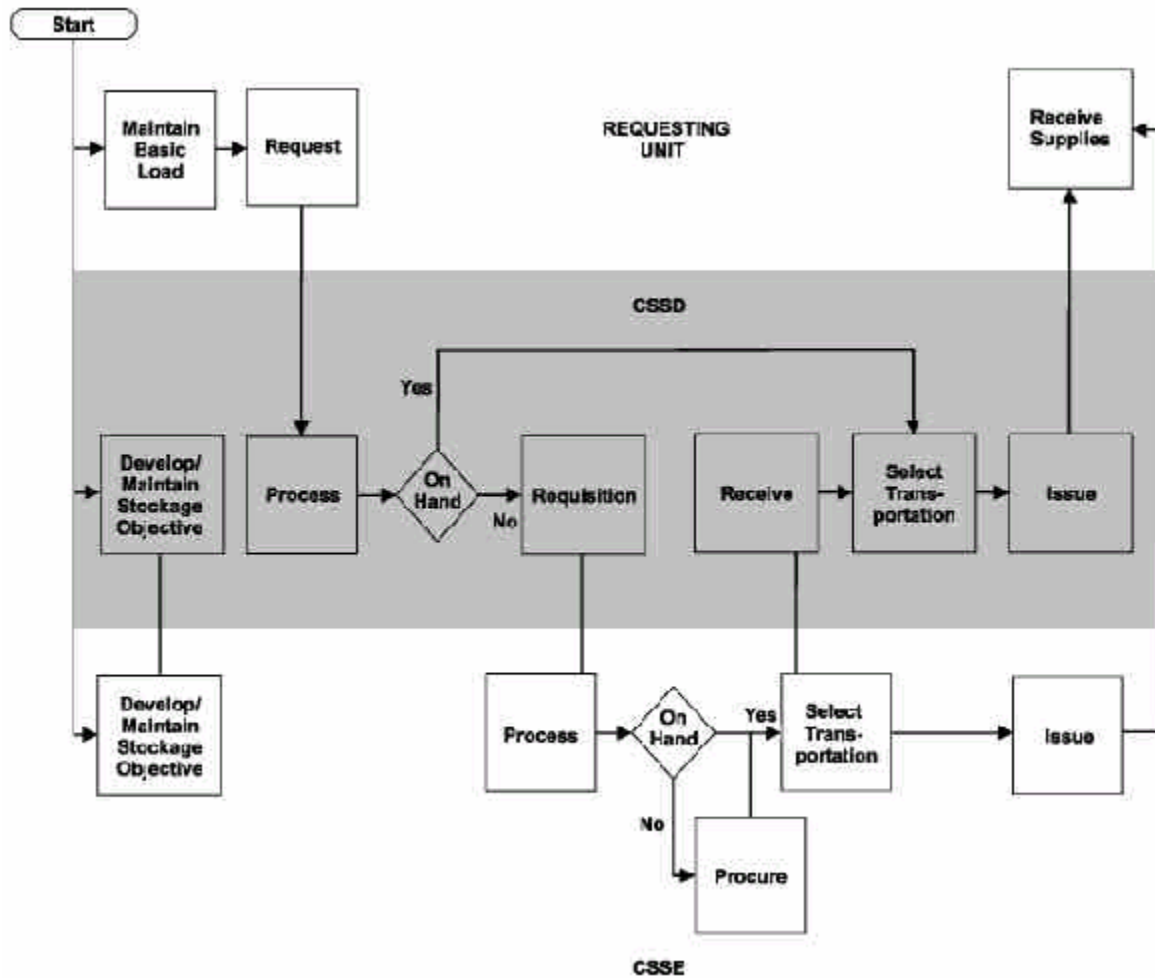 Start
Maintain
Basic
Load
Request
REQUESTING
UNIT
Receive
Supplies
CSSD
Yes
Develop/
Maintain
Stockage
Objective
Process
On
Hand
No
Requisition
Receive
Select
Trans-
portation
Issue
Develop/
Maintain
Stockage
Objective
Process
On
Hand
Yes
No
Select
Trans-
portation
Issue
Procure
CSSE